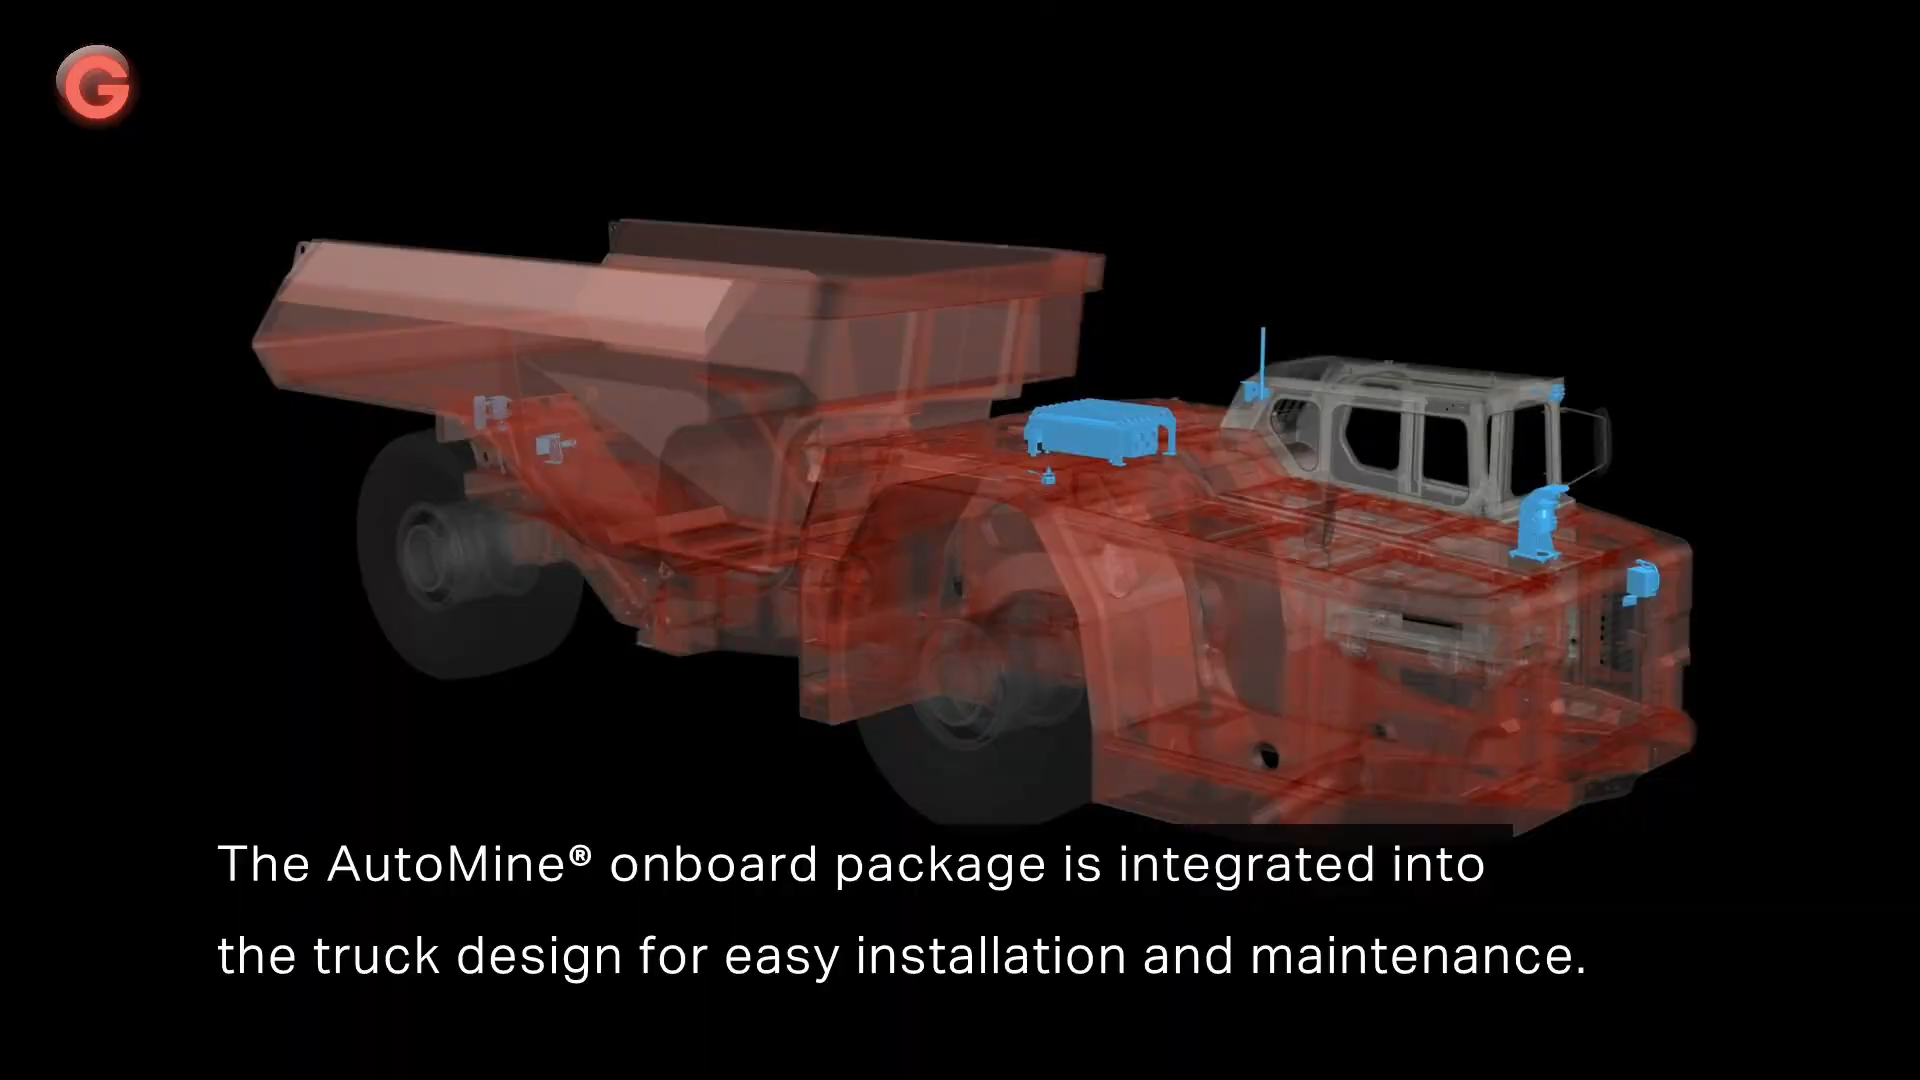 G
The AutoMine® onboard package is integrated into
the truck design for easy installation and maintenance.